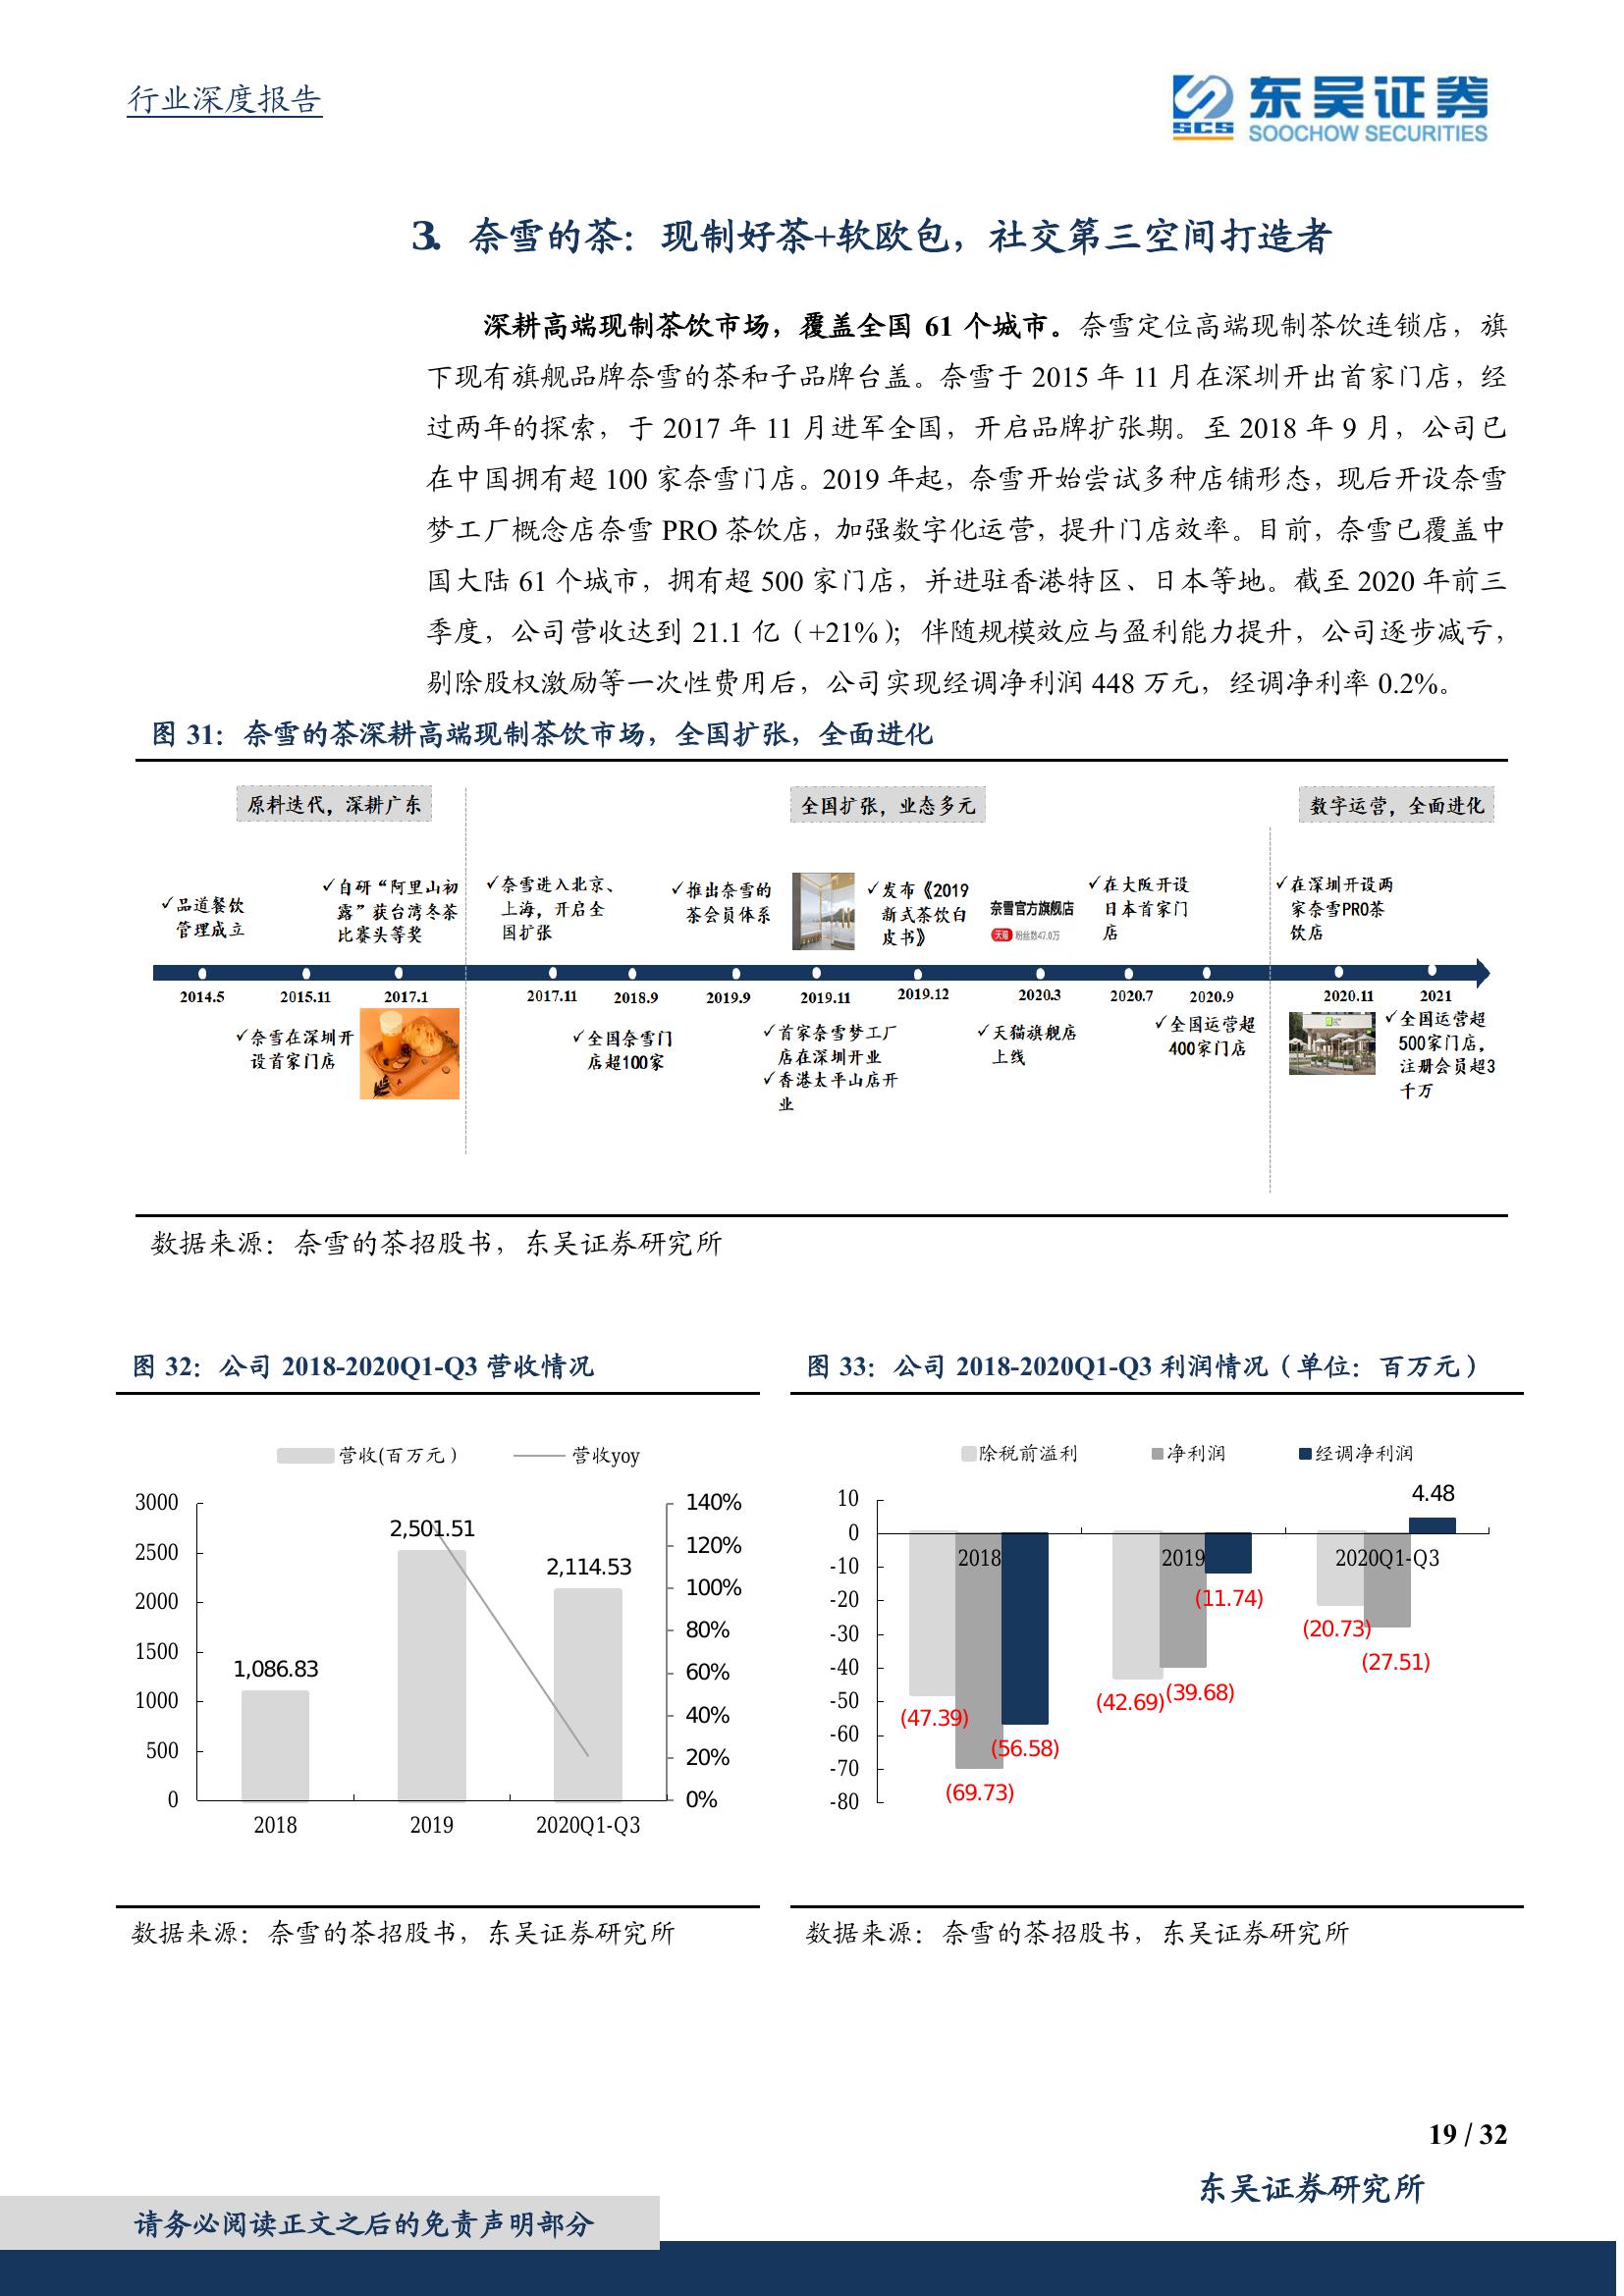 行业深度报告
SCS 东吴证券
SOOCHOW SECURITIES
3. 奈雪的茶：现制好茶+软欧包，社交第三空间打造者
深耕高端现制茶饮市场，覆盖全国 61 个城市。奈雪定位高端现制茶饮连锁店，旗
下现有旗舰品牌奈雪的茶和子品牌台盖。奈雪于 2015 年 11 月在深圳开出首家门店，经
过两年的探索，于 2017 年 11 月进军全国，开启品牌扩张期。至 2018 年 9 月，公司已
在中国拥有超 100 家奈雪门店。2019 年起，奈雪开始尝试多种店铺形态，现后开设奈雪
梦工厂概念店奈雪 PRO 茶饮店，加强数字化运营，提升门店效率。目前，奈雪已覆盖中
国大陆 61 个城市，拥有超 500 家门店，并进驻香港特区、日本等地。截至 2020 年前三
季度，公司营收达到 21.1 亿（+21%）；伴随规模效应与盈利能力提升，公司逐步减亏，
剔除股权激励等一次性费用后，公司实现经调净利润 448 万元，经调净利率 0.2%。
图 31：奈雪的茶深耕高端现制茶饮市场，全国扩张，全面进化
原料迭代，深耕广东
全国扩张，业态多元
数字运营，全面进化
✓品道餐饮
管理成立
✓自研“阿里山初
露”获台湾冬茶
比赛头等奖
✓奈雪进入北京、
上海，开启全
国扩张
✓推出奈雪的
茶会员体系
✓发布《2019
新式茶饮白
皮书》
奈雪官方旗舰店
天猫 粉丝数47.0万
✓在大阪开设
日本首家门
店
✓在深圳开设两
家奈雪PRO茶
饮店
2014.5 2015.11 2017.1 2017.11 2018.9 2019.9 2019.11 2019.12 2020.3 2020.7 2020.9 2020.11 2021
✓奈雪在深圳开
设首家门店
✓全国奈雪门
店超100家
✓首家奈雪梦工厂
店在深圳开业
✓香港太平山店开
业
✓天猫旗舰店
上线
✓全国运营超
400家门店
✓全国运营超
500家门店，
注册会员超3
千万
数据来源：奈雪的茶招股书，东吴证券研究所
图 32：公司 2018-2020Q1-Q3 营收情况
营收(百万元） 营收yoy
3000
2500
2000
1500
1000
500
0
140%
120%
100%
80%
60%
40%
20%
0%
1,086.83
2,501.51
2,114.53
2018 2019 2020Q1-Q3
数据来源：奈雪的茶招股书，东吴证券研究所
图 33：公司 2018-2020Q1-Q3 利润情况（单位：百万元）
除税前溢利 净利润 经调净利润
10
0
-10
-20
-30
-40
-50
-60
-70
-80
2018 2019 2020Q1-Q3
(47.39)
(69.73)
(56.58)
(42.69)
(39.68)
(11.74)
(20.73)
(27.51)
4.48
数据来源：奈雪的茶招股书，东吴证券研究所
19 / 32
东吴证券研究所
请务必阅读正文之后的免责声明部分